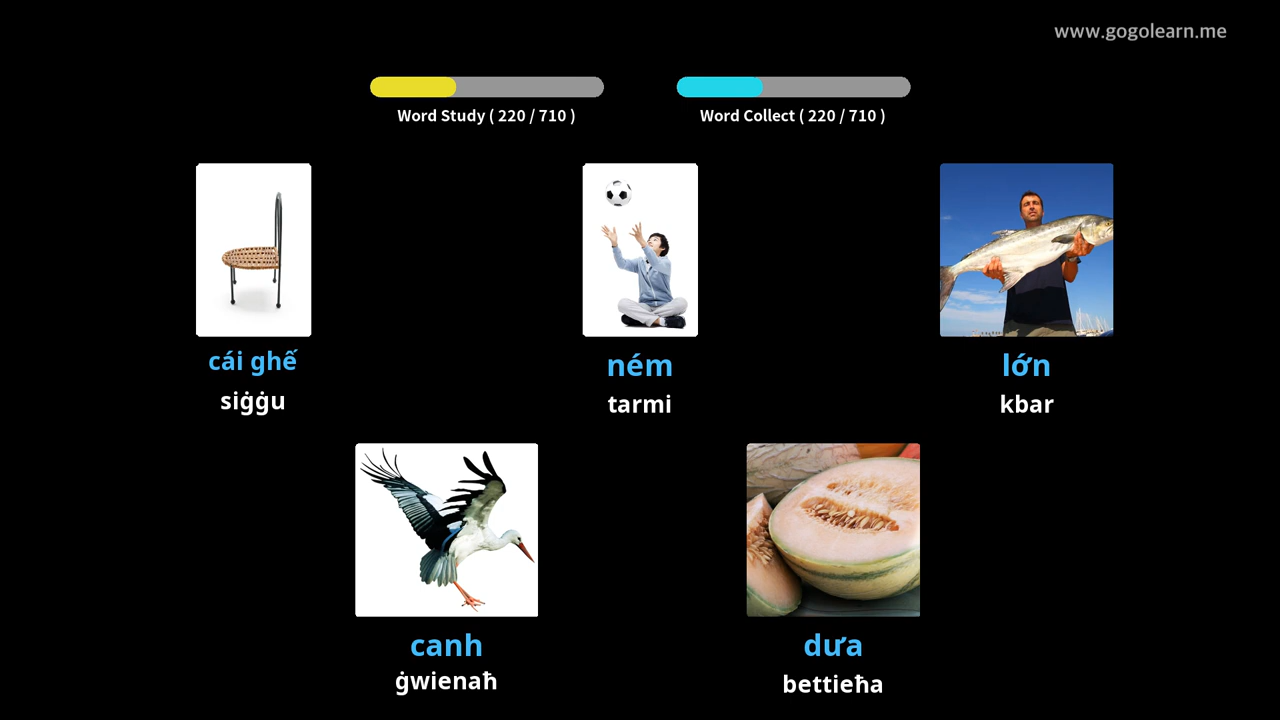 www.gogolearn.me
Word Study ( 220 / 710 )
Word Collect ( 220 / 710 )
cái ghế
siġġu
ném
tarmi
lớn
kbar
canh
ġwienaħ
dưa
bettieħa